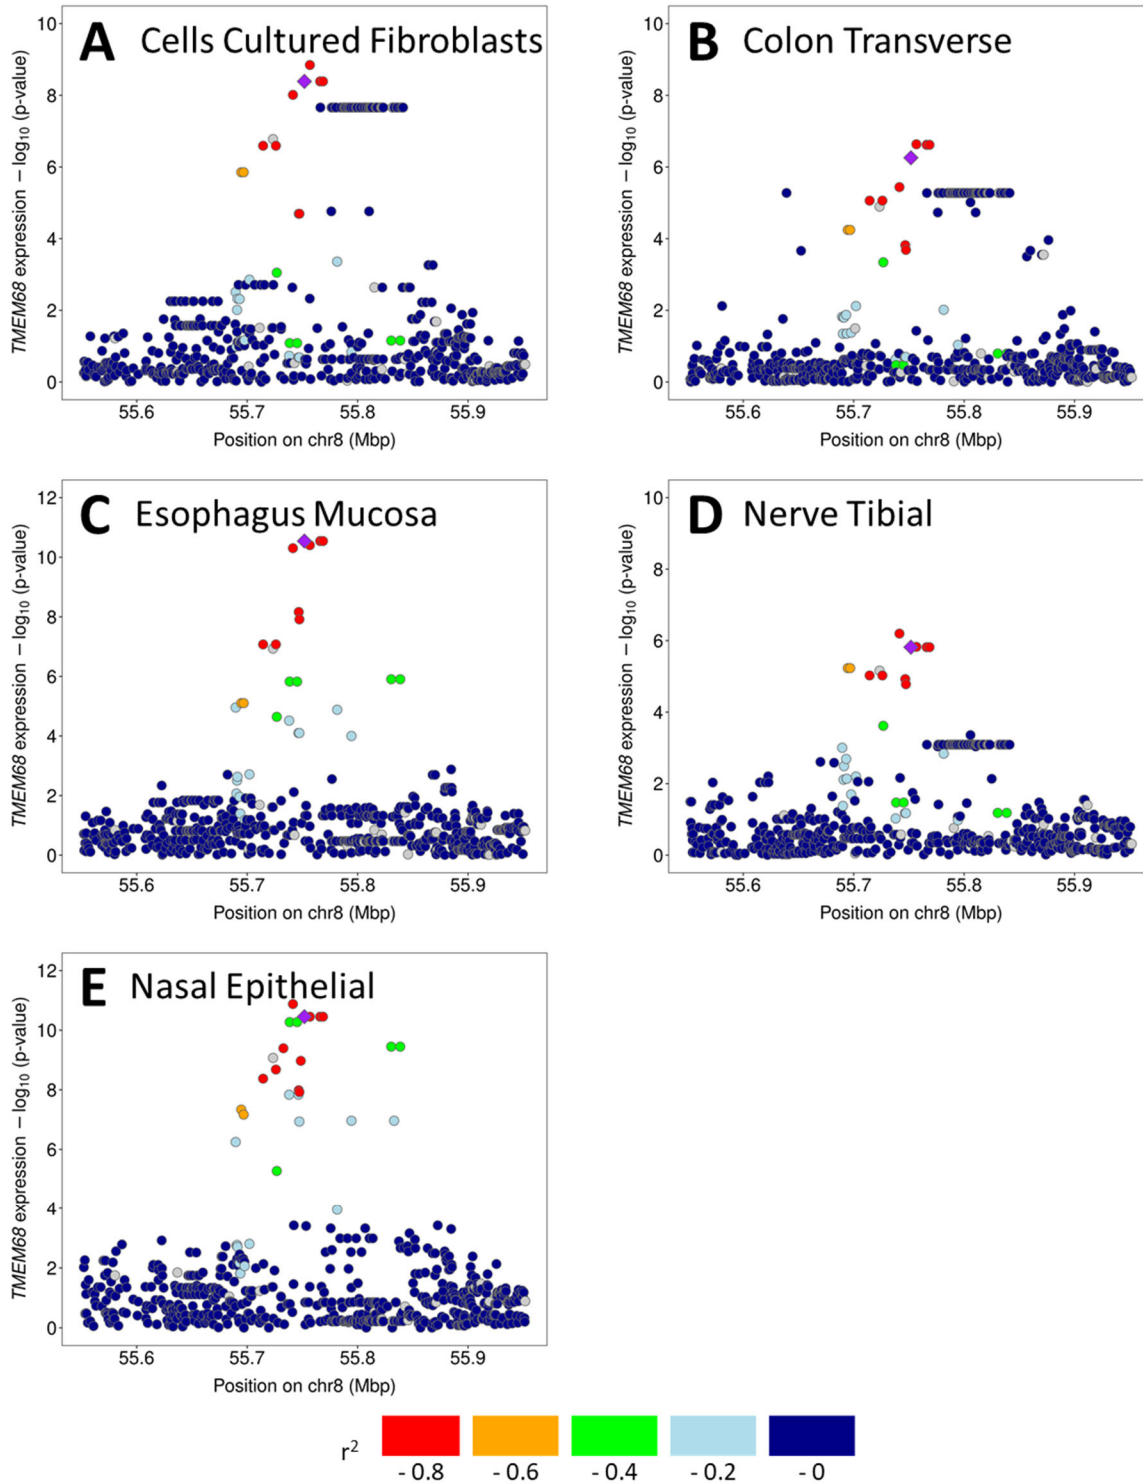 A Cells Cultured Fibroblasts
TMEM68 expression − log10 (p-value)
10
8
6
4
2
0
55.6 55.7 55.8 55.9
Position on chr8 (Mbp)
B Colon Transverse
TMEM68 expression − log10 (p-value)
10
8
6
4
2
0
55.6 55.7 55.8 55.9
Position on chr8 (Mbp)
C Esophagus Mucosa
TMEM68 expression − log10 (p-value)
12
10
8
6
4
2
0
55.6 55.7 55.8 55.9
Position on chr8 (Mbp)
D Nerve Tibial
TMEM68 expression − log10 (p-value)
10
8
6
4
2
0
55.6 55.7 55.8 55.9
Position on chr8 (Mbp)
E Nasal Epithelial
TMEM68 expression − log10 (p-value)
12
10
8
6
4
2
0
55.6 55.7 55.8 55.9
Position on chr8 (Mbp)
r2
- 0.8 - 0.6 - 0.4 - 0.2 - 0